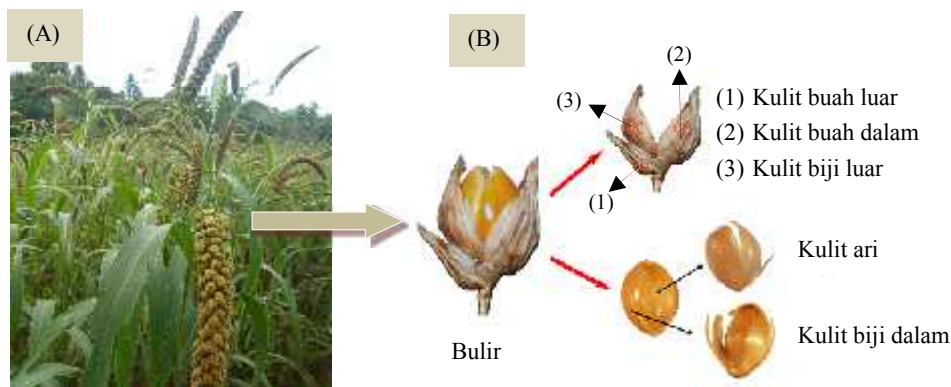 (A)
(B)
(2)
(3)
(1)
(1) Kulit buah luar
(2) Kulit buah dalam
(3) Kulit biji luar
Bulir
Kulit ari
Kulit biji dalam